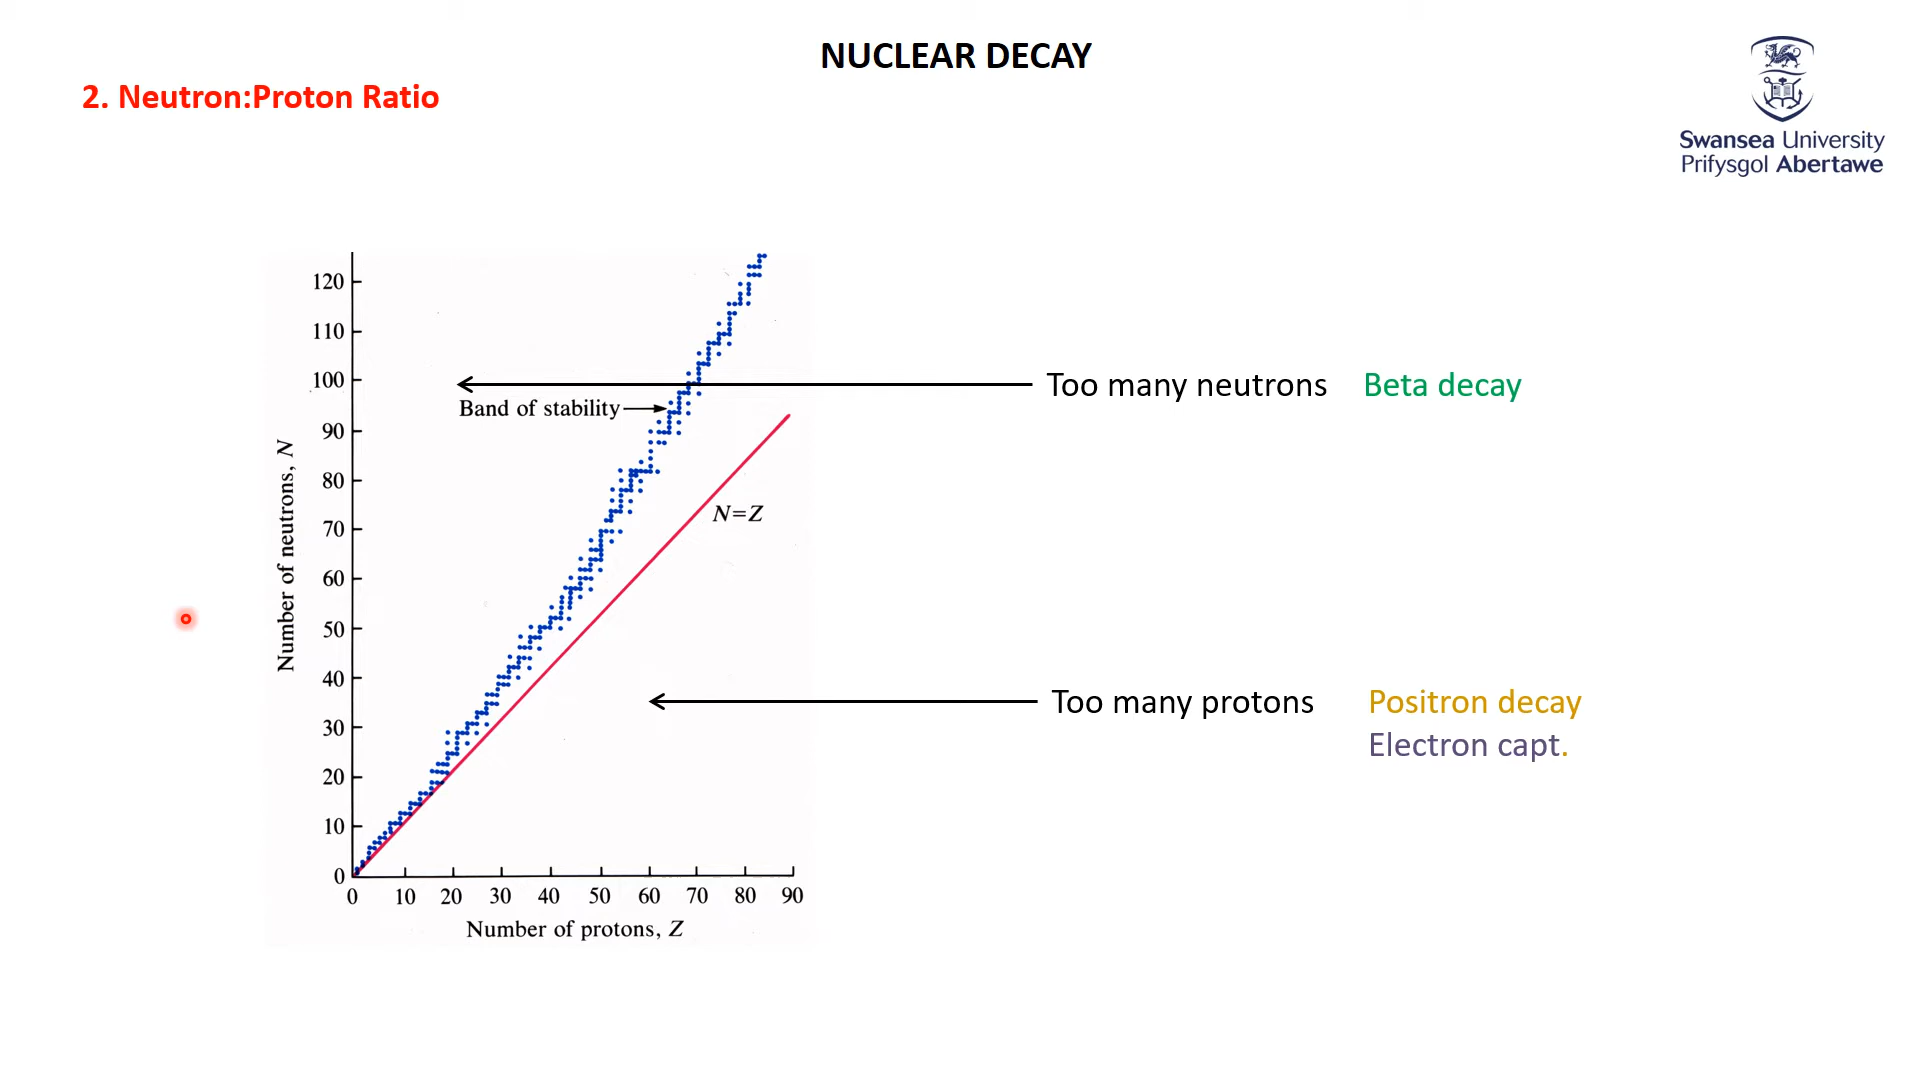 NUCLEAR DECAY
2. Neutron:Proton Ratio
Swansea University
Prifysgol Abertawe
120
110
100
90
80
70
60
50
40
30
20
10
0
Number of neutrons, N
Band of stability
N=Z
0 10 20 30 40 50 60 70 80 90
Number of protons, Z
Too many neutrons Beta decay
Too many protons Positron decay
Electron capt.